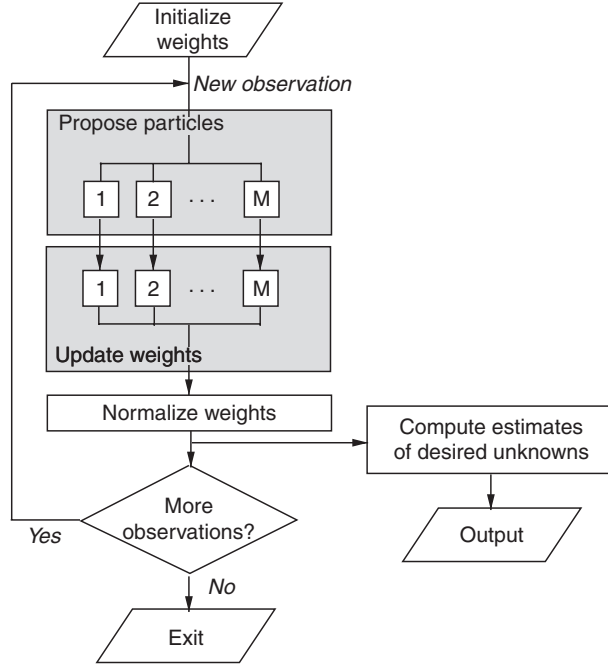 Initialize
weights
New observation
Propose particles
1 2 . . . M
1 2 . . . M
Update weights
Normalize weights
Compute estimates
of desired unknowns
More
observations?
Yes
Output
No
Exit